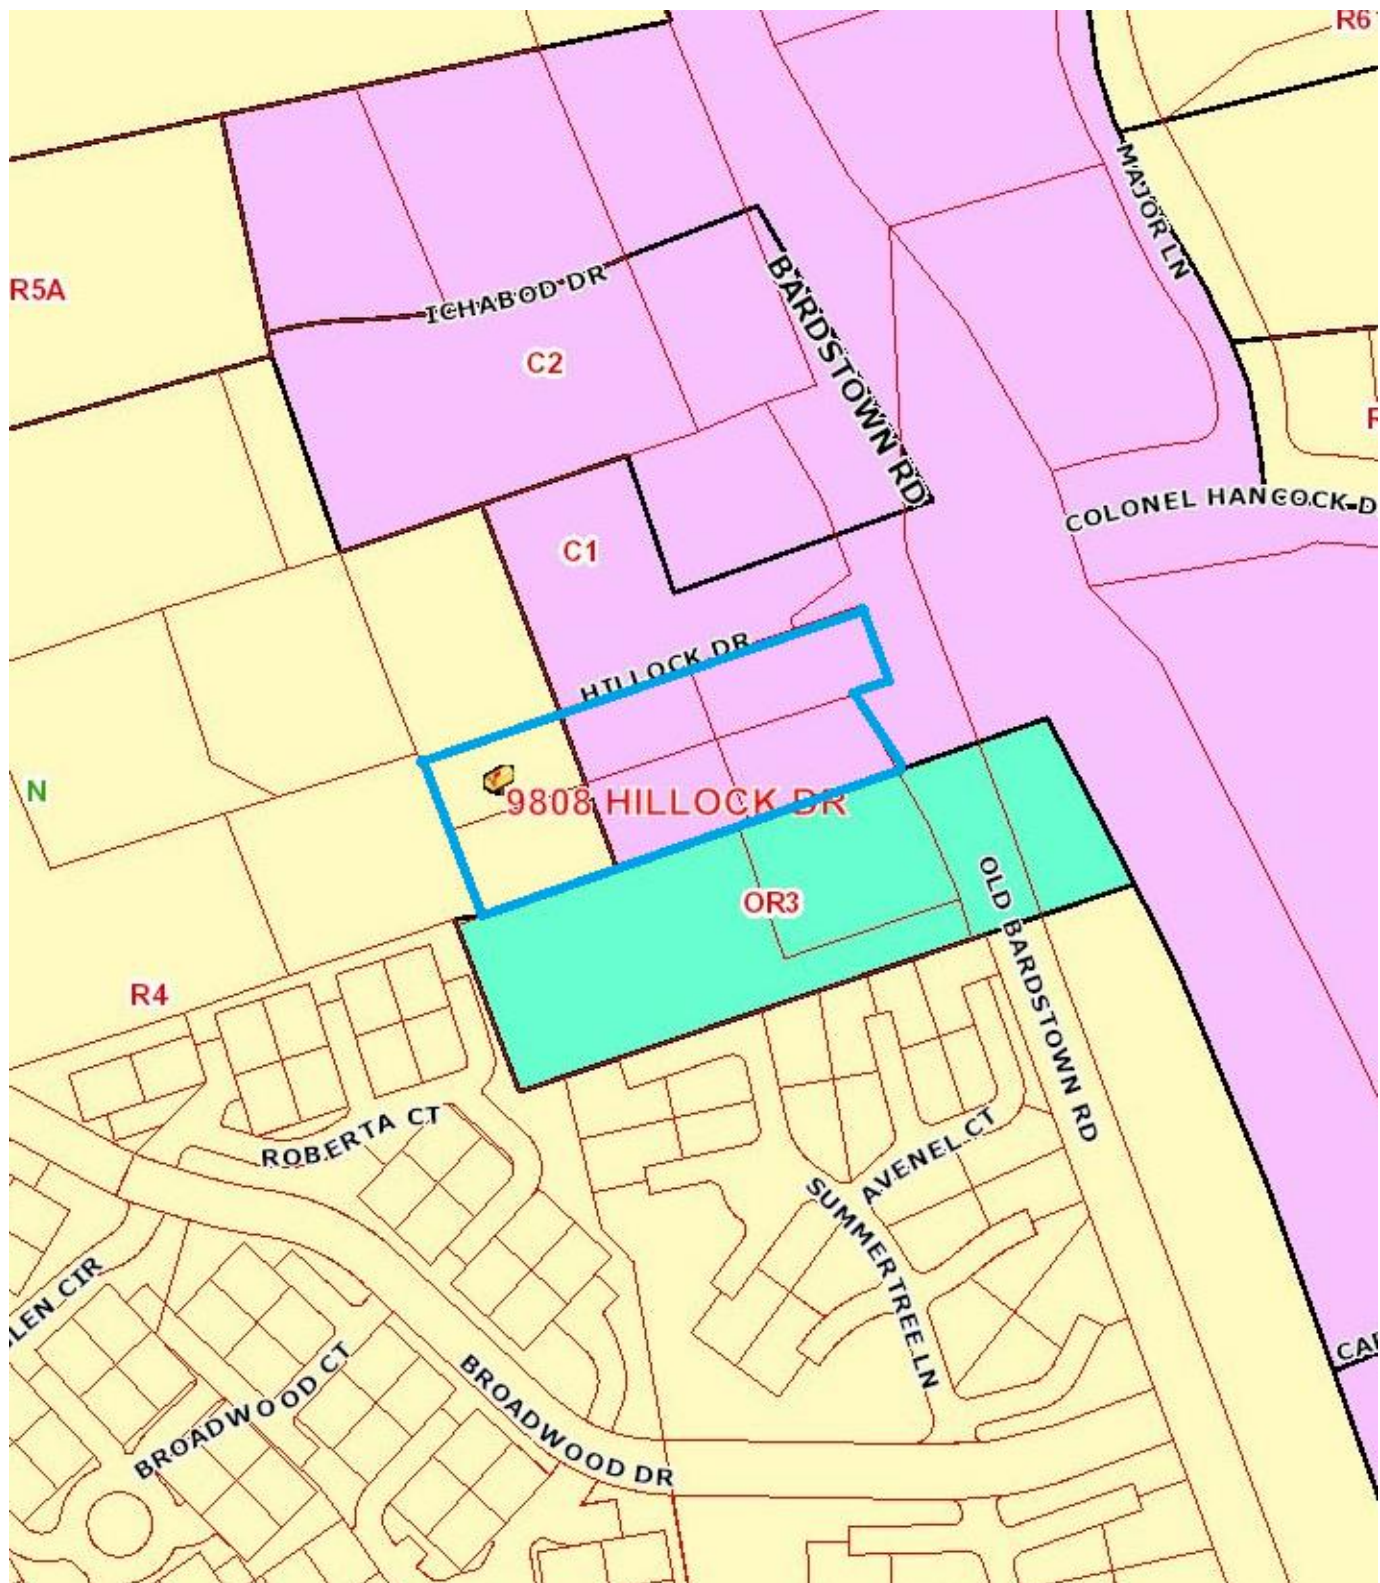 R6
MAJOR LN
R5A
ICHABOD DR
BARDSTOWN RD
C2
R
COLONEL HANCOCK D
C1
HILLOCK DR
N
9808 HILLOCK DR
OR3
OLD BARDSTOWN RD
R4
ROBERTA CT
AVENEL CT
SUMMERTREE LN
LEN CIR
BROADWOOD CT
BROADWOOD DR
CAR